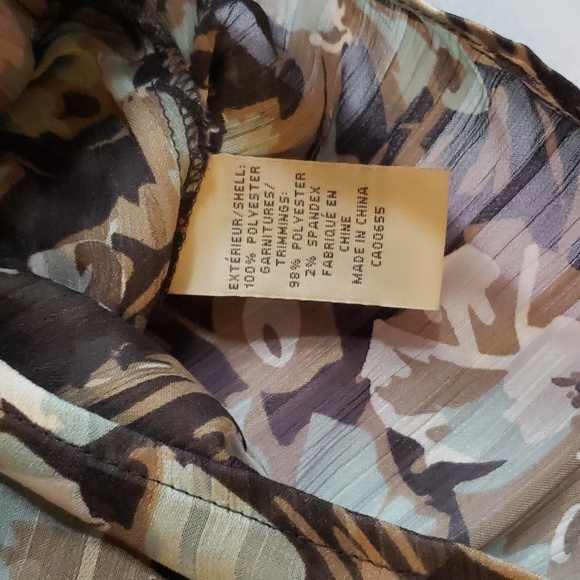 EXTÉRIEUR/SHELL:
100% POLYESTER
GARNITURES/
TRIMMINGS:
98% POLYESTER
2% SPANDEX
FABRIQUÉ EN
CHINE
MADE IN CHINA
CA00655